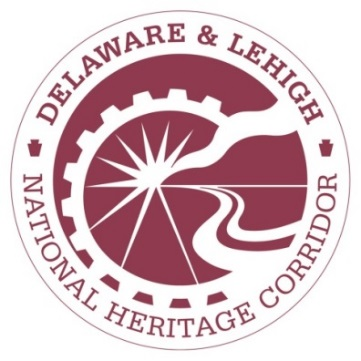 DELAWARE & LEHIGH
NATIONAL HERITAGE CORRIDOR